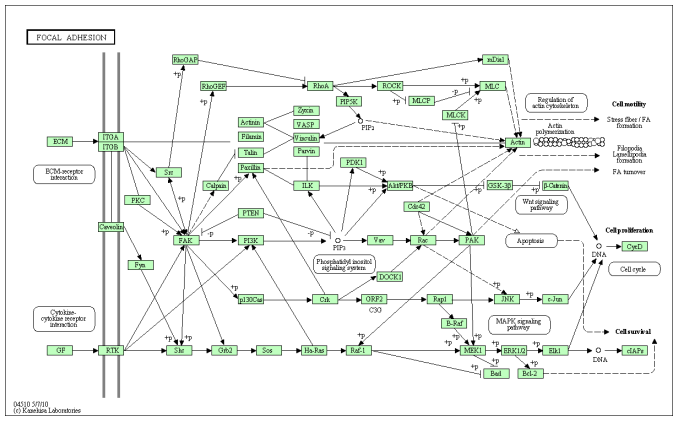 FOCAL ADHESION
RhoGAP
mDia1
+p
-p
RhoGEF
RhoA
ROCK
+p
MLC
Cell motility
+p
+p
PIP5K
MLCP
-p
+p
Regulation of
actin cytoskeleton
Zyxin
MLCK
Stress fiber / FA
formation
Actinin
VASP
PIP2
Actin
polymerization
ITGA
Filamin
Vinculin
Actin
ECM
ITGB
Talin
Parvin
Filopodia
Lamellipodia
formation
Paxillin
PDK1
ECM-receptor
interaction
Src
FA turnover
+p
+p
Calpain
ILK
Akt/PKB
GSK-3β
β-Catenin
+p
PKC
Wnt signaling
pathway
Cdc42
PTEN
Caveolin
+p
-p
-p
Cell proliferation
FAK
PI3K
PIP3
Vav
Rac
PAK
Apoptosis
DNA
CycD
Fyn
Phosphatidyl inositol
signaling system
Cell cycle
DOCK1
+p
+p
p130Cas
Crk
GRF2
Rap1
JNK
c-Jun
C3G
Cytokine-
cytokine receptor
interaction
B-Raf
MAPK signaling
pathway
Cell survival
+p
+p
+p
GF
RTK
Shc
Grb2
Sos
Ha-Ras
Raf-1
MEK1
ERK1/2
Elk1
DNA
cIAPs
+p
+p
+p
Bad
Bcl-2
04510 5/7/10
(c) Kanehisa Laboratories